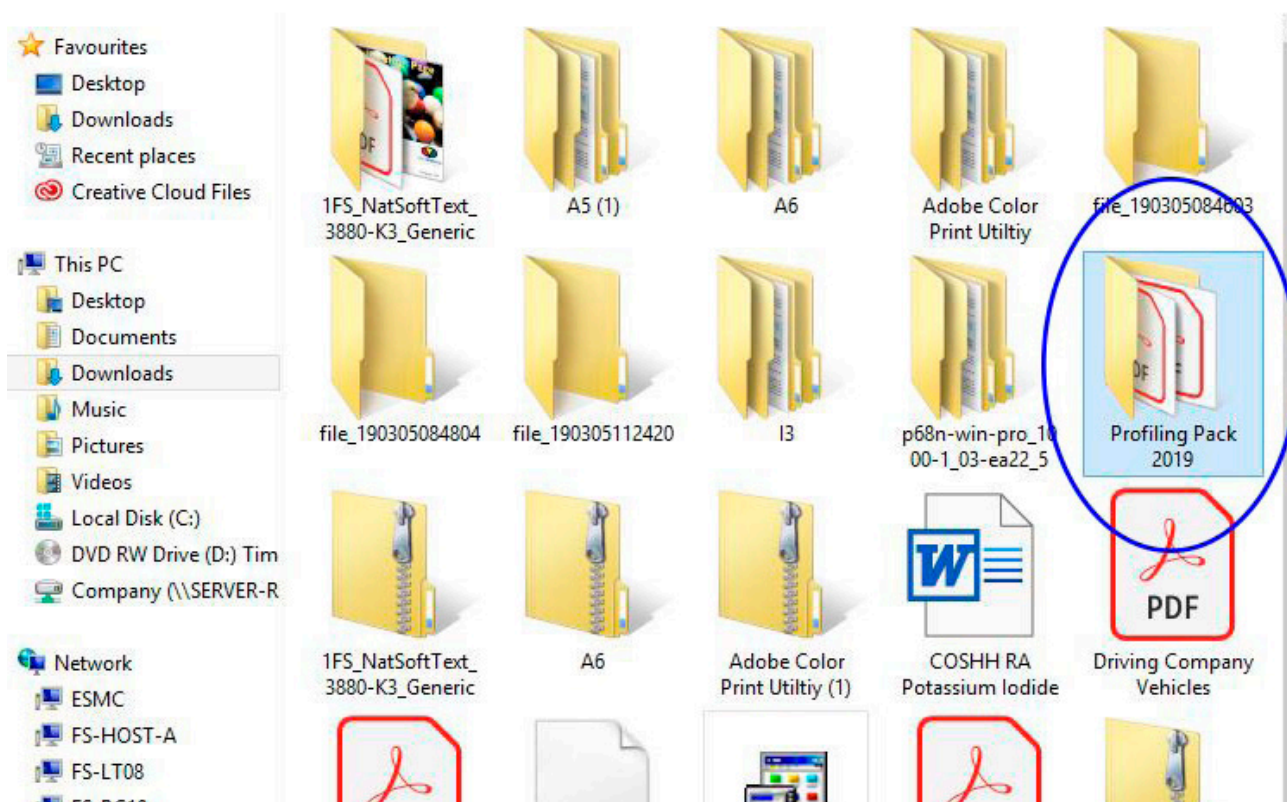 Favourites
Desktop
Downloads
Recent places
Creative Cloud Files
This PC
Desktop
Documents
Downloads
Music
Pictures
Videos
Local Disk (C:)
DVD RW Drive (D:) Tim
Company (\\SERVER-R
Network
ESMC
FS-HOST-A
FS-LT08
1FS_NatSoftText_
3880-K3_Generic
A5 (1)
A6
Adobe Color
Print Utiltiy
file_190305084603
file_190305084804
file_190305112420
I3
p68n-win-pro_10
00-1_03-ea22_5
Profiling Pack
2019
1FS_NatSoftText_
3880-K3_Generic
A6
Adobe Color
Print Utiltiy (1)
W
COSHH RA
Potassium Iodide
PDF
Driving Company
Vehicles